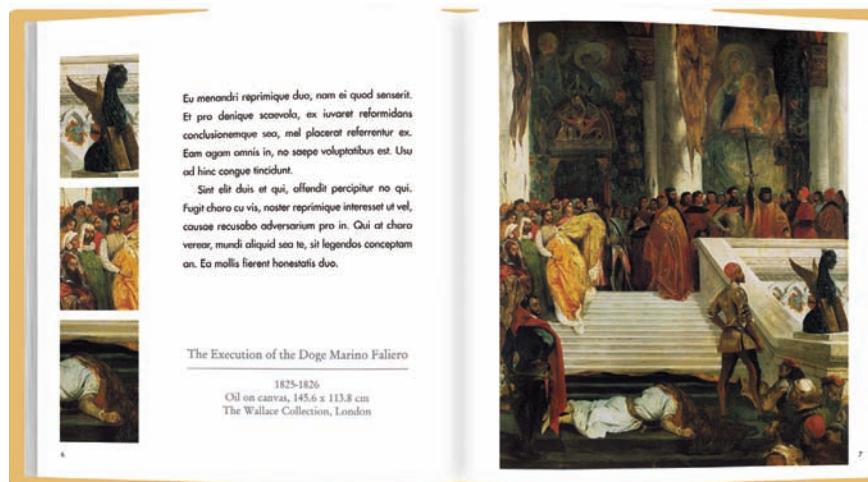 Eu menandri reprimique duo, nam ei quod senserit.
Et pro denique scaevola, ex iuvaret reformidans
conclusionemque sea, mel placerat referrentur ex.
Eam agam omnis in, no saepe voluptatibus est. Usu
ad hinc congue tincidunt.
Sint elit duis et qui, offendit percipitur no qui.
Fugit choro cu vis, noster reprimique interesset ut vel,
causae recusabo adversarium pro in. Qui at choro
verear, mundi aliquid sea te, sit legendos conceptam
an. Ea mollis fierent honestatis duo.
The Execution of the Doge Marino Faliero
1825-1826
Oil on canvas, 145.6 x 113.8 cm
The Wallace Collection, London
6
7